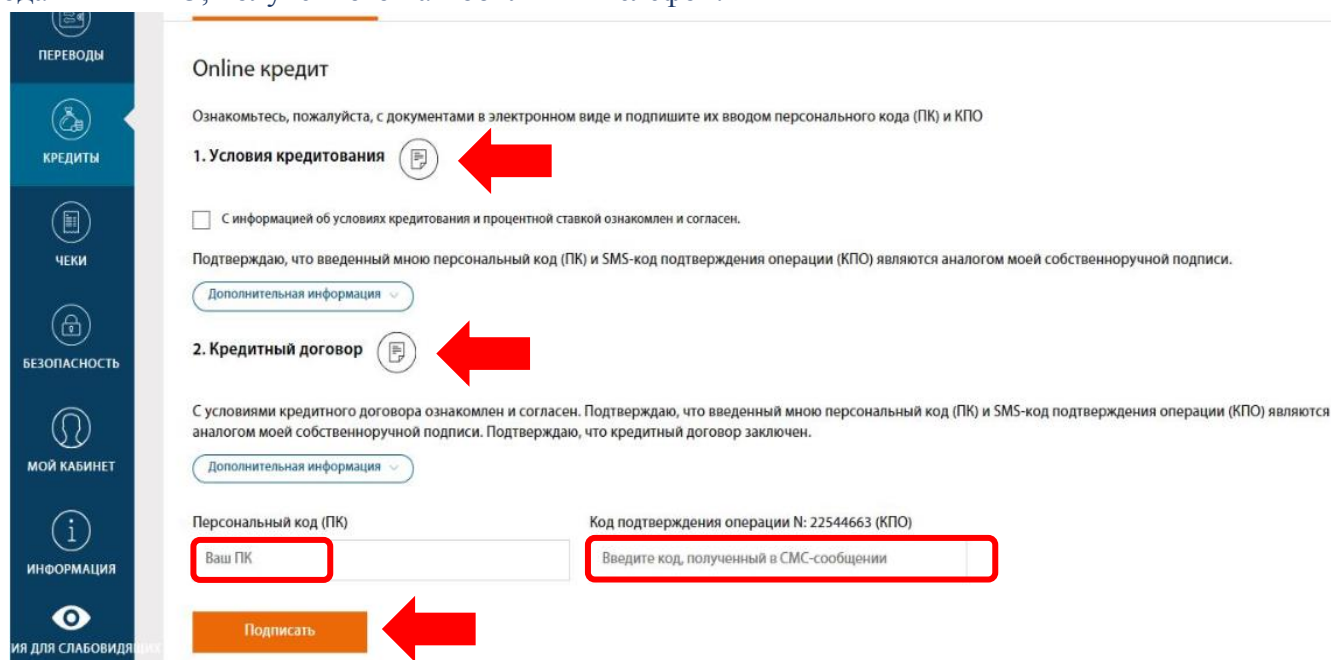 ПЕРЕВОДЫ
КРЕДИТЫ
ЧЕКИ
БЕЗОПАСНОСТЬ
МОЙ КАБИНЕТ
ИНФОРМАЦИЯ
ИЯ ДЛЯ СЛАБОВИДЯЩИХ
Online кредит
Ознакомьтесь, пожалуйста, с документами в электронном виде и подпишите их вводом персонального кода (ПК) и КПО
1. Условия кредитования
С информацией об условиях кредитования и процентной ставкой ознакомлен и согласен.
Подтверждаю, что введенный мною персональный код (ПК) и SMS-код подтверждения операции (КПО) являются аналогом моей собственноручной подписи.
Дополнительная информация
2. Кредитный договор
С условиями кредитного договора ознакомлен и согласен. Подтверждаю, что введенный мною персональный код (ПК) и SMS-код подтверждения операции (КПО) являются
аналогом моей собственноручной подписи. Подтверждаю, что кредитный договор заключен.
Дополнительная информация
Персональный код (ПК)
Ваш ПК
Код подтверждения операции N: 22544663 (КПО)
Введите код, полученный в СМС-сообщении
Подписать